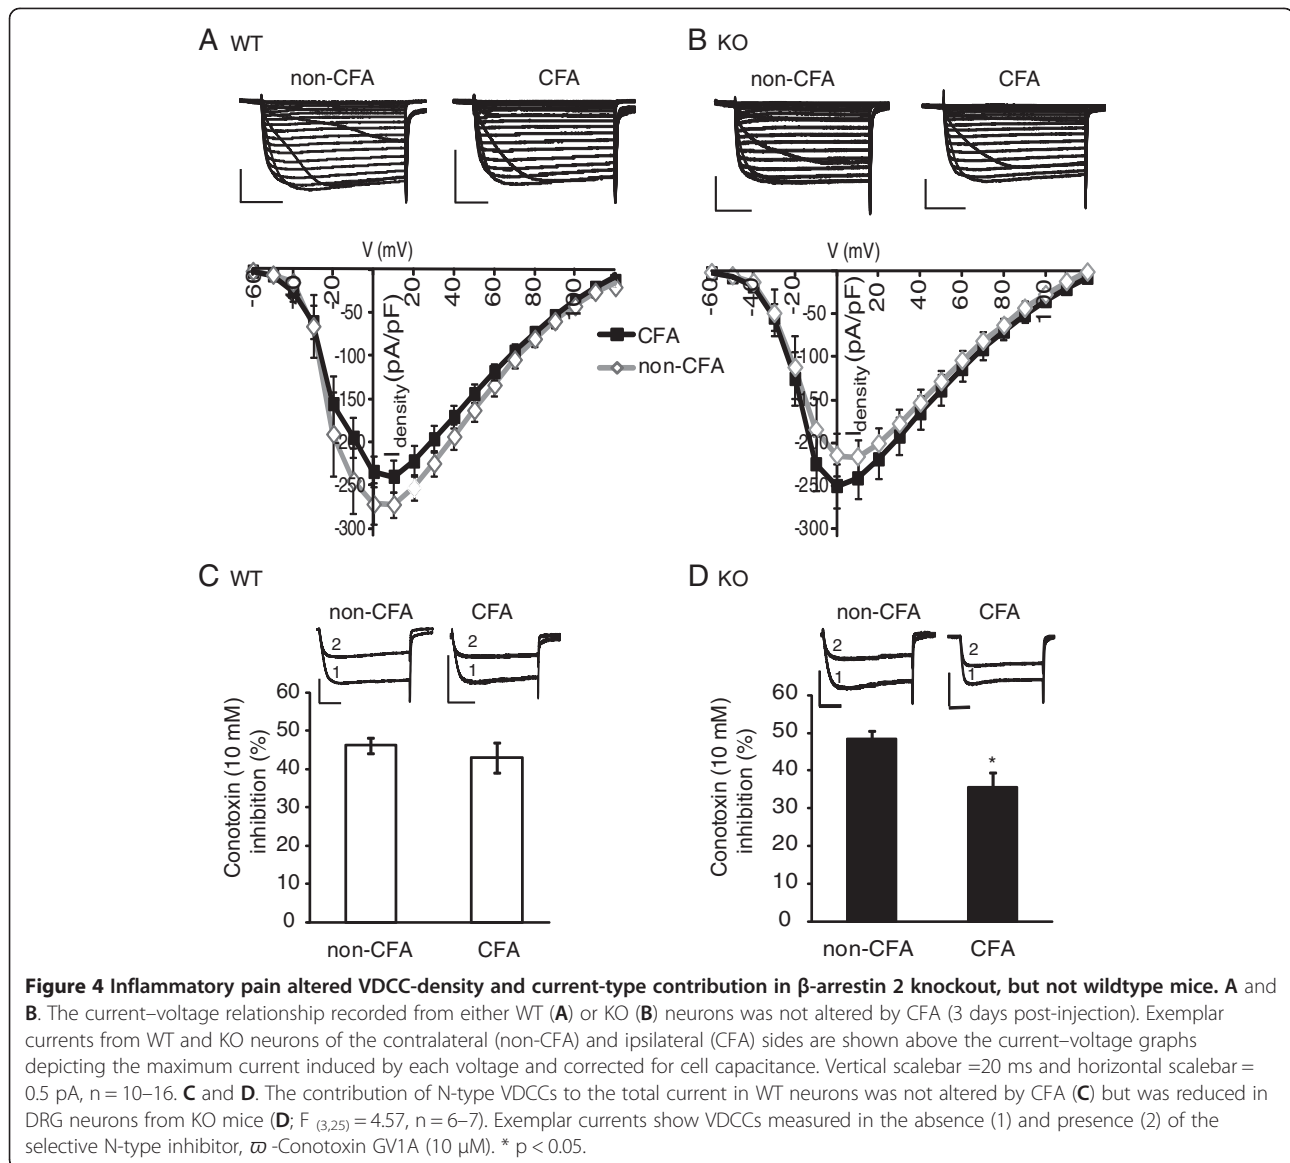 A WT
non-CFA CFA
V (mV)
-60 -20 20 40 60 80
-50
-100
-150
-200
-250
-300
I density (pA/pF)
CFA
non-CFA
B KO
non-CFA CFA
V (mV)
-60 -40 -20 20 40 60 80 100
-50
-100
-150
-200
-250
-300
I density (pA/pF)
C WT
non-CFA CFA
2 2
1 1
60
50
40
30
20
10
0
Conotoxin (10 mM)
inhibition (%)
non-CFA CFA
D KO
non-CFA CFA
2 2
1 1
60
50
40
30
20
10
0
Conotoxin (10 mM)
inhibition (%)
*
non-CFA CFA
Figure 4 Inflammatory pain altered VDCC-density and current-type contribution in β-arrestin 2 knockout, but not wildtype mice. A and
B. The current–voltage relationship recorded from either WT (A) or KO (B) neurons was not altered by CFA (3 days post-injection). Exemplar
currents from WT and KO neurons of the contralateral (non-CFA) and ipsilateral (CFA) sides are shown above the current–voltage graphs
depicting the maximum current induced by each voltage and corrected for cell capacitance. Vertical scalebar =20 ms and horizontal scalebar =
0.5 pA, n = 10–16. C and D. The contribution of N-type VDCCs to the total current in WT neurons was not altered by CFA (C) but was reduced in
DRG neurons from KO mice (D; F (3,25) = 4.57, n = 6–7). Exemplar currents show VDCCs measured in the absence (1) and presence (2) of the
selective N-type inhibitor, ϖ -Conotoxin GV1A (10 μM). * p < 0.05.